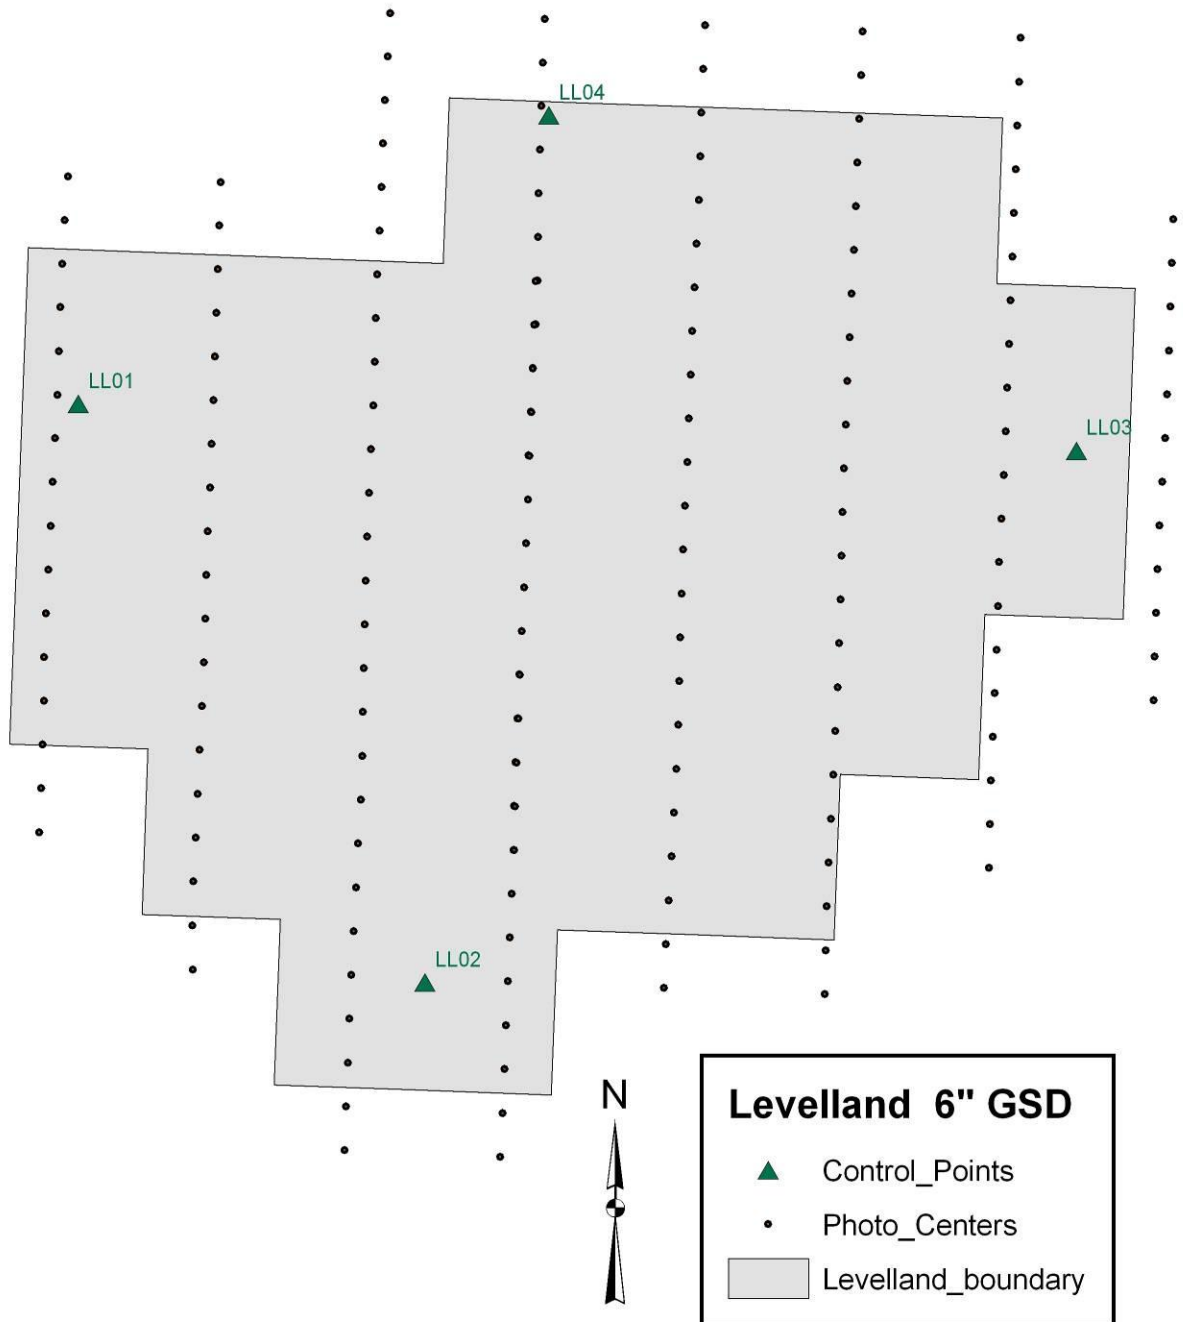 LL04
LL01
LL03
LL02
N
Levelland 6" GSD
Control_Points
Photo_Centers
Levelland_boundary